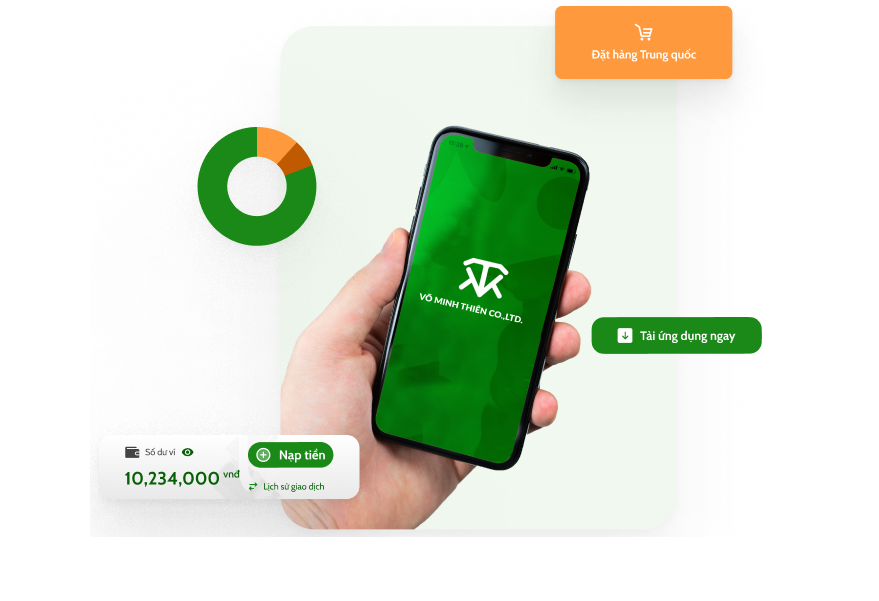 Đặt hàng Trung quốc
VÕ MINH THIÊN CO.,LTD.
Tải ứng dụng ngay
Số dư ví
Nạp tiền
10,234,000 vnđ
Lịch sử giao dịch